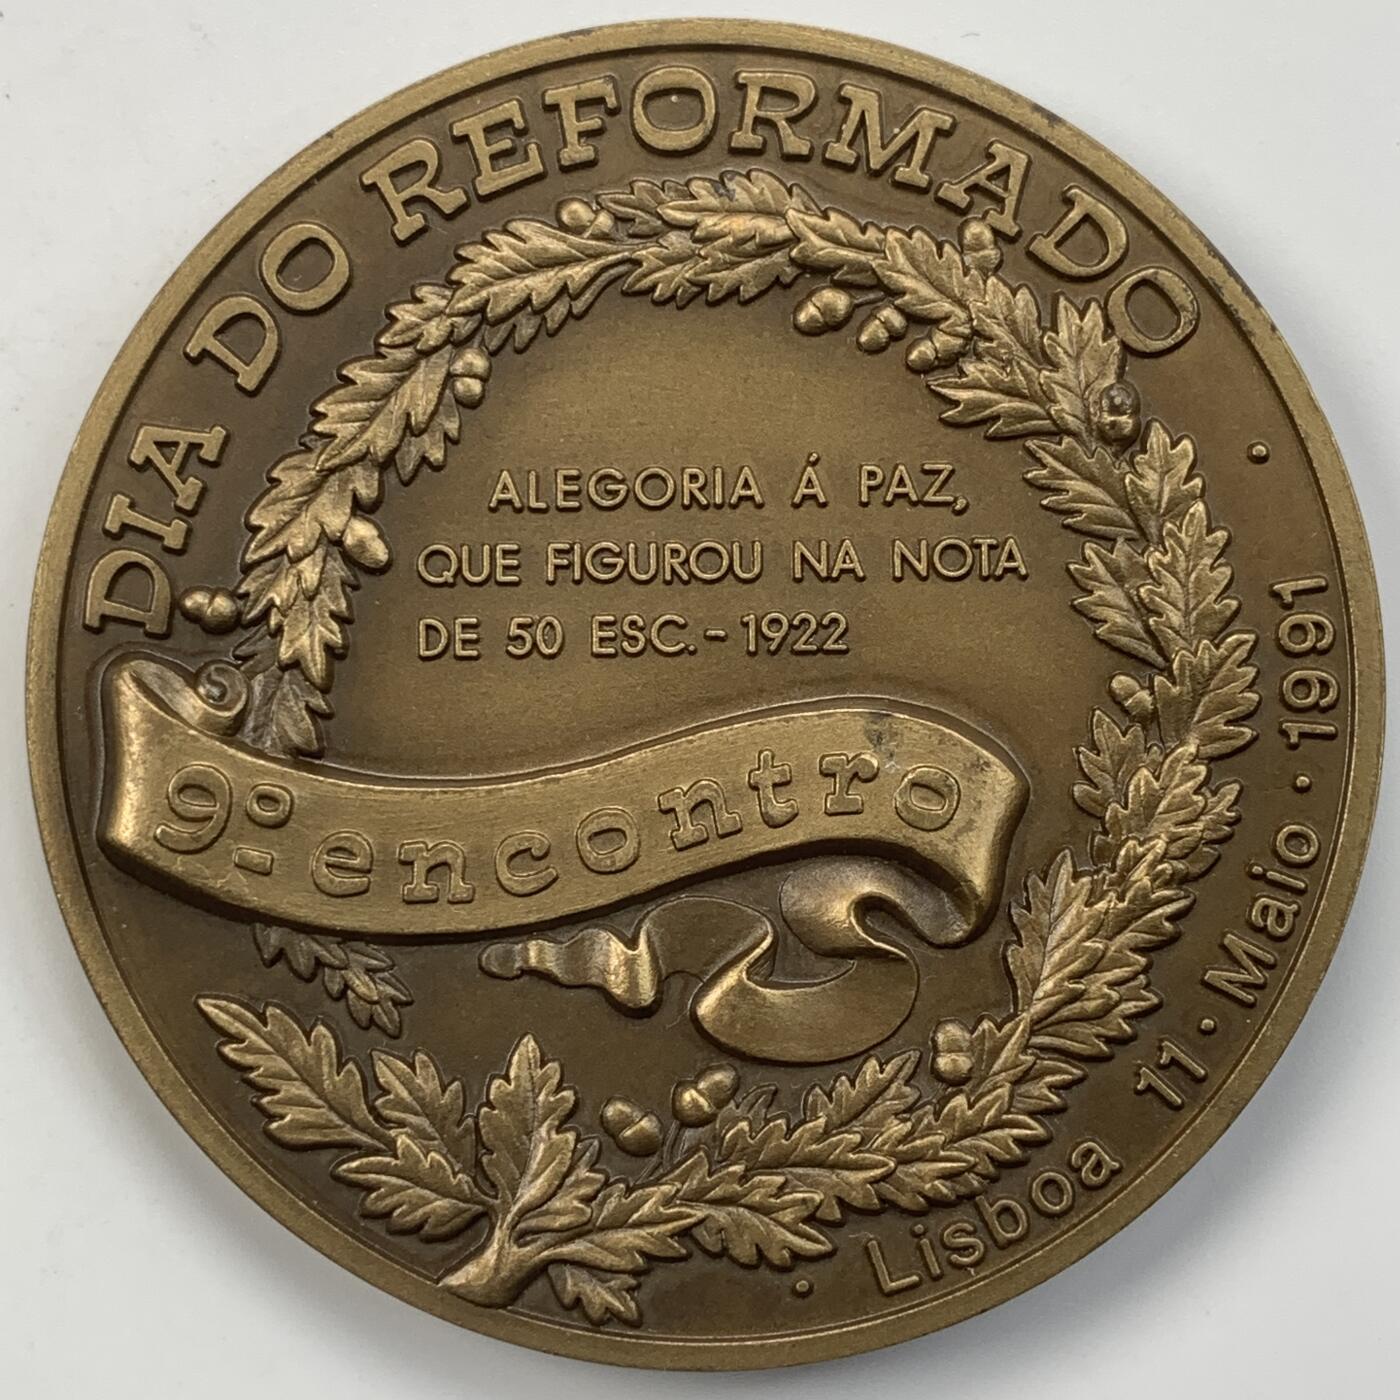 DIA DO REFORMADO
ALEGORIA Á PAZ,
QUE FIGUROU NA NOTA
DE 50 ESC. - 1922
9º encontro
Lisboa 11 · Maio · 1991